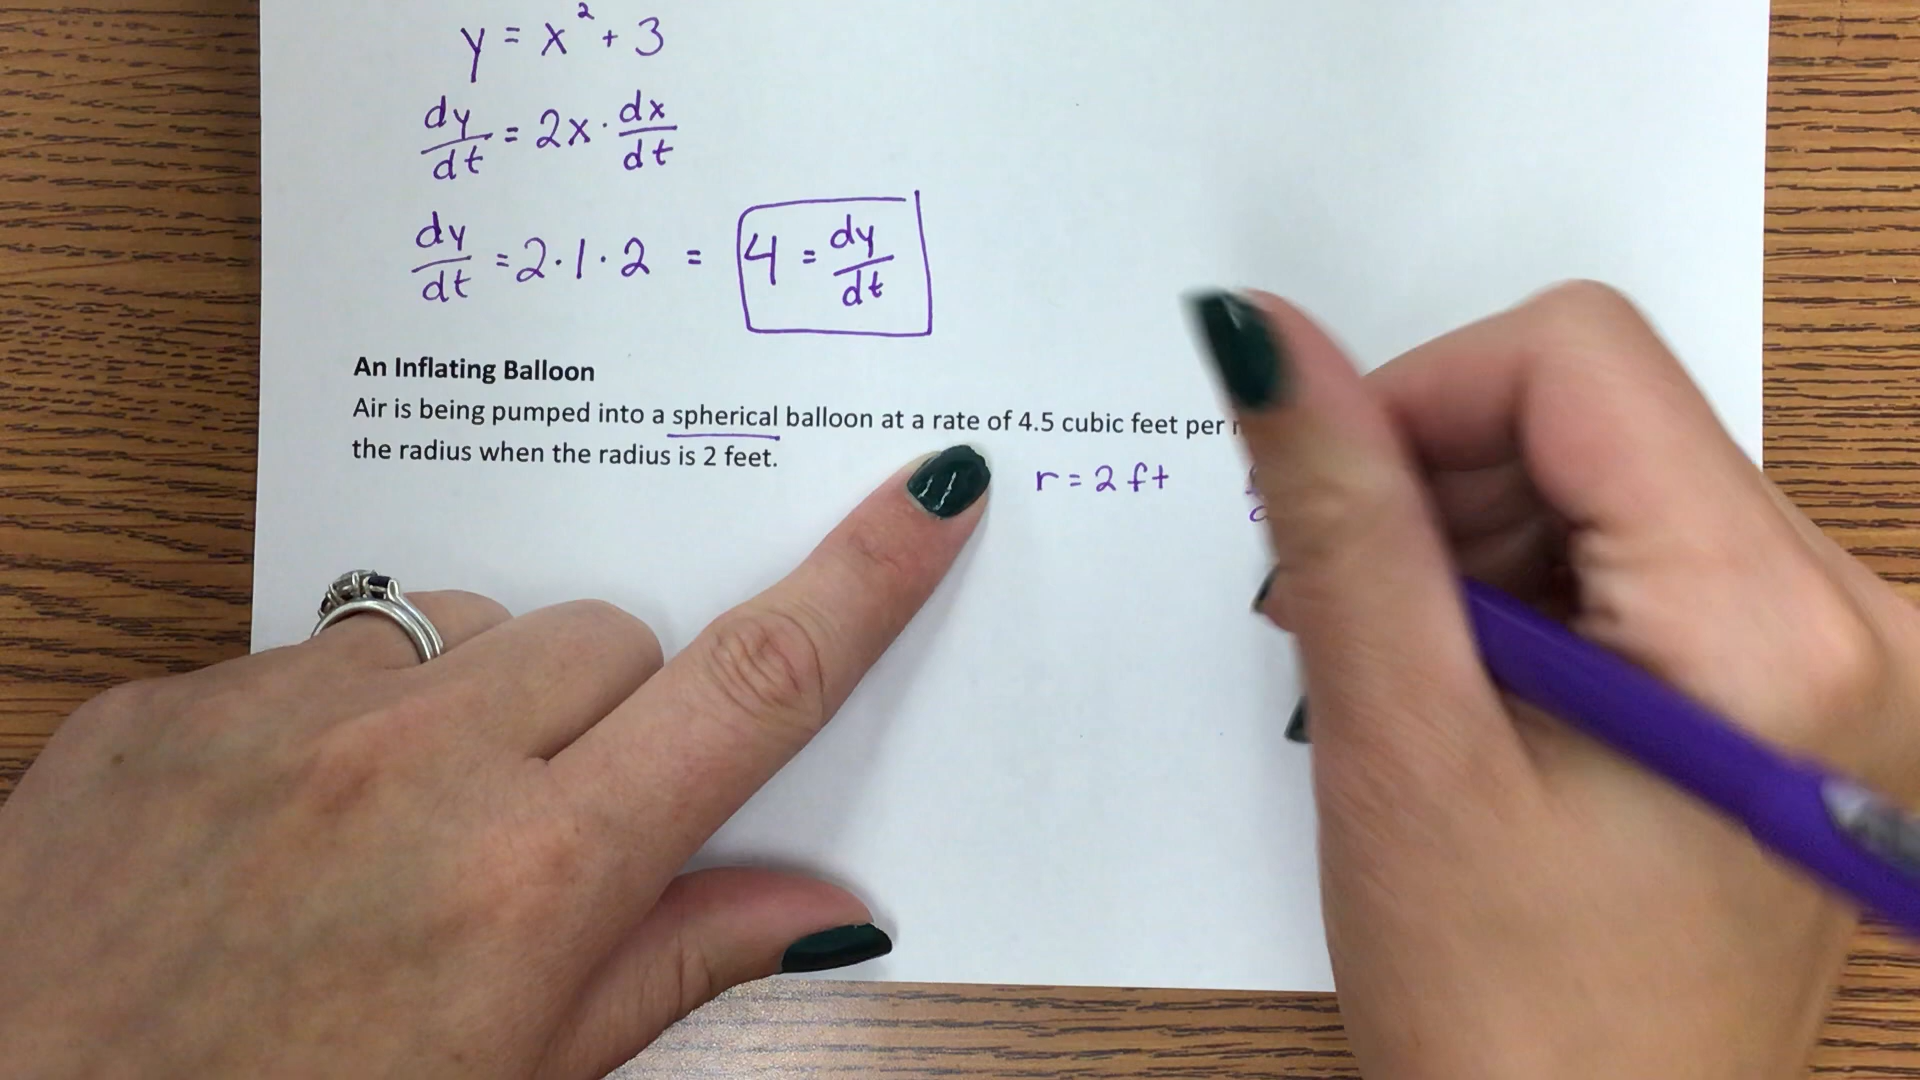 y = x² + 3
dy/dt = 2x · dx/dt
dy/dt = 2 · 1 · 2 = 4 = dy/dt
An Inflating Balloon
Air is being pumped into a spherical balloon at a rate of 4.5 cubic feet per
the radius when the radius is 2 feet.
r = 2 ft